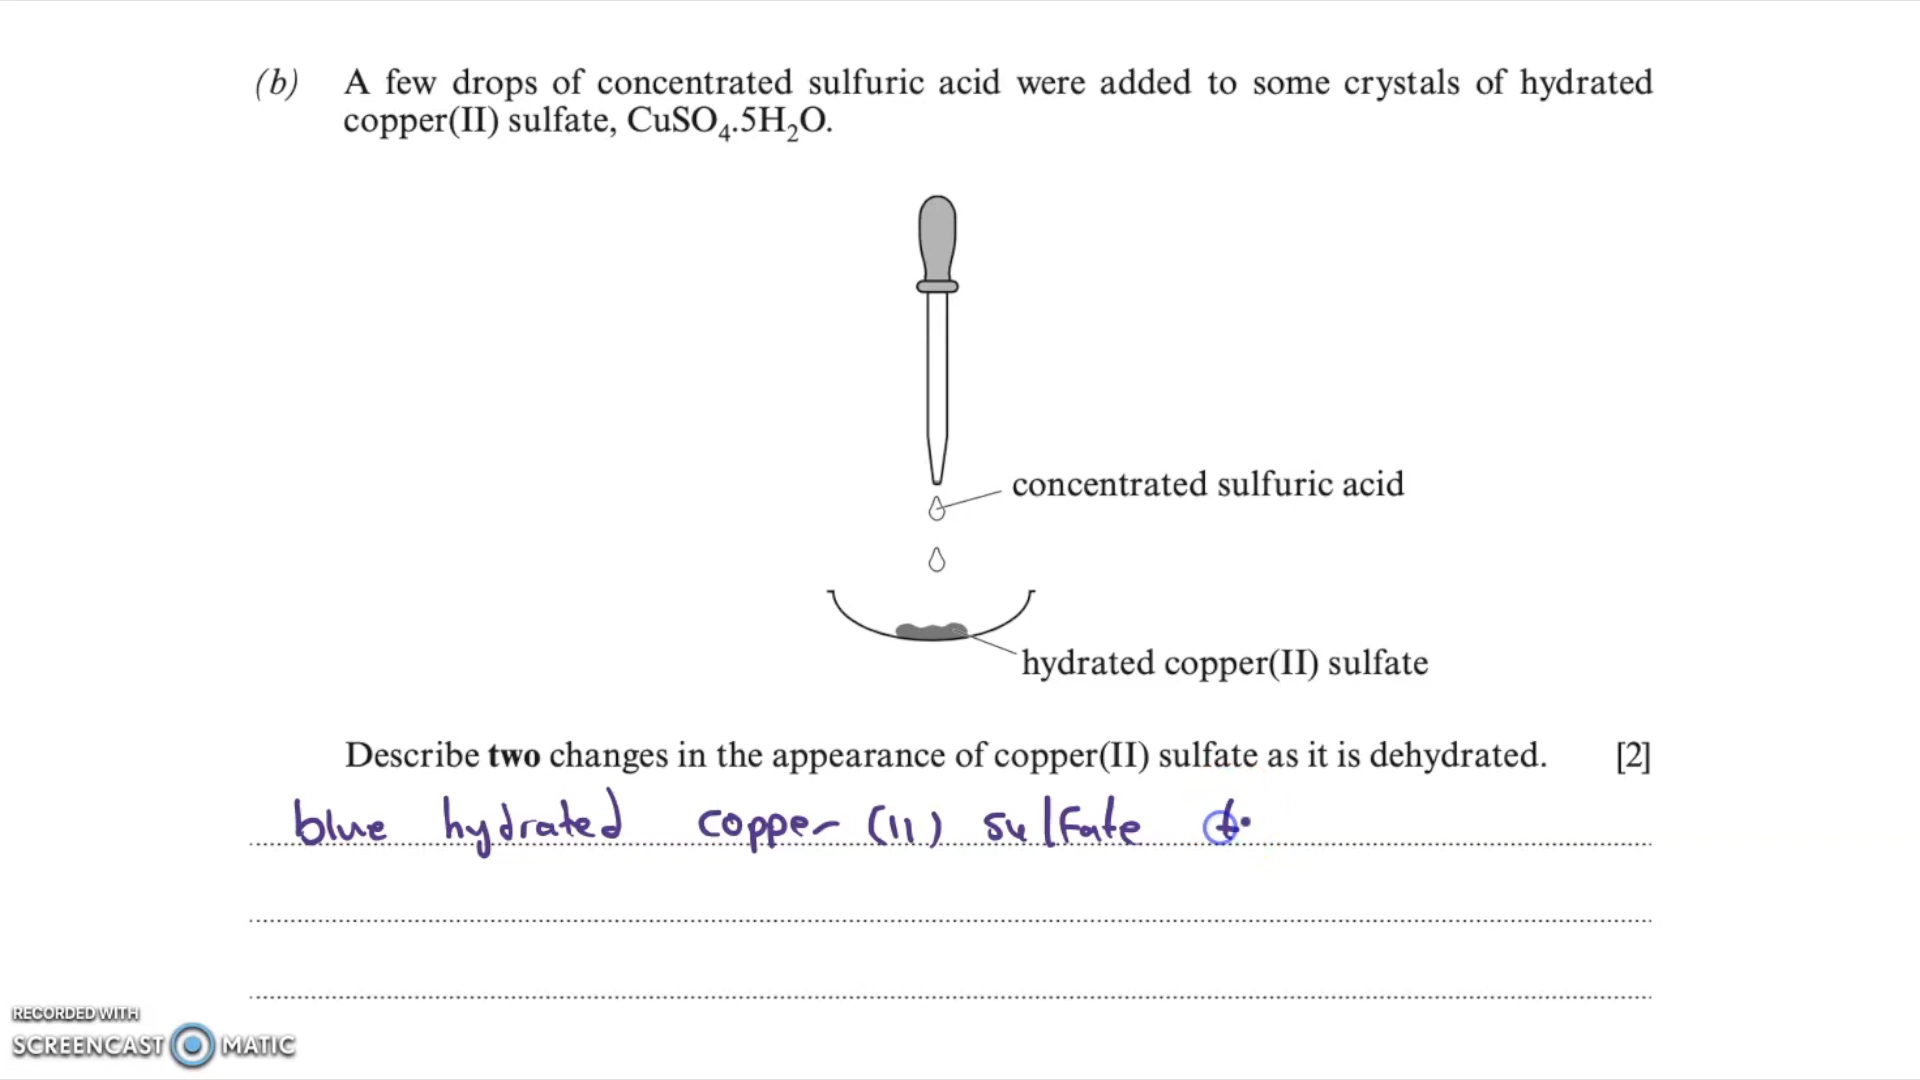 (b) A few drops of concentrated sulfuric acid were added to some crystals of hydrated
copper(II) sulfate, CuSO₄.5H₂O.
concentrated sulfuric acid
hydrated copper(II) sulfate
Describe two changes in the appearance of copper(II) sulfate as it is dehydrated. [2]
blue hydrated copper (II) sulfate
RECORDED WITH
SCREENCAST MATIC